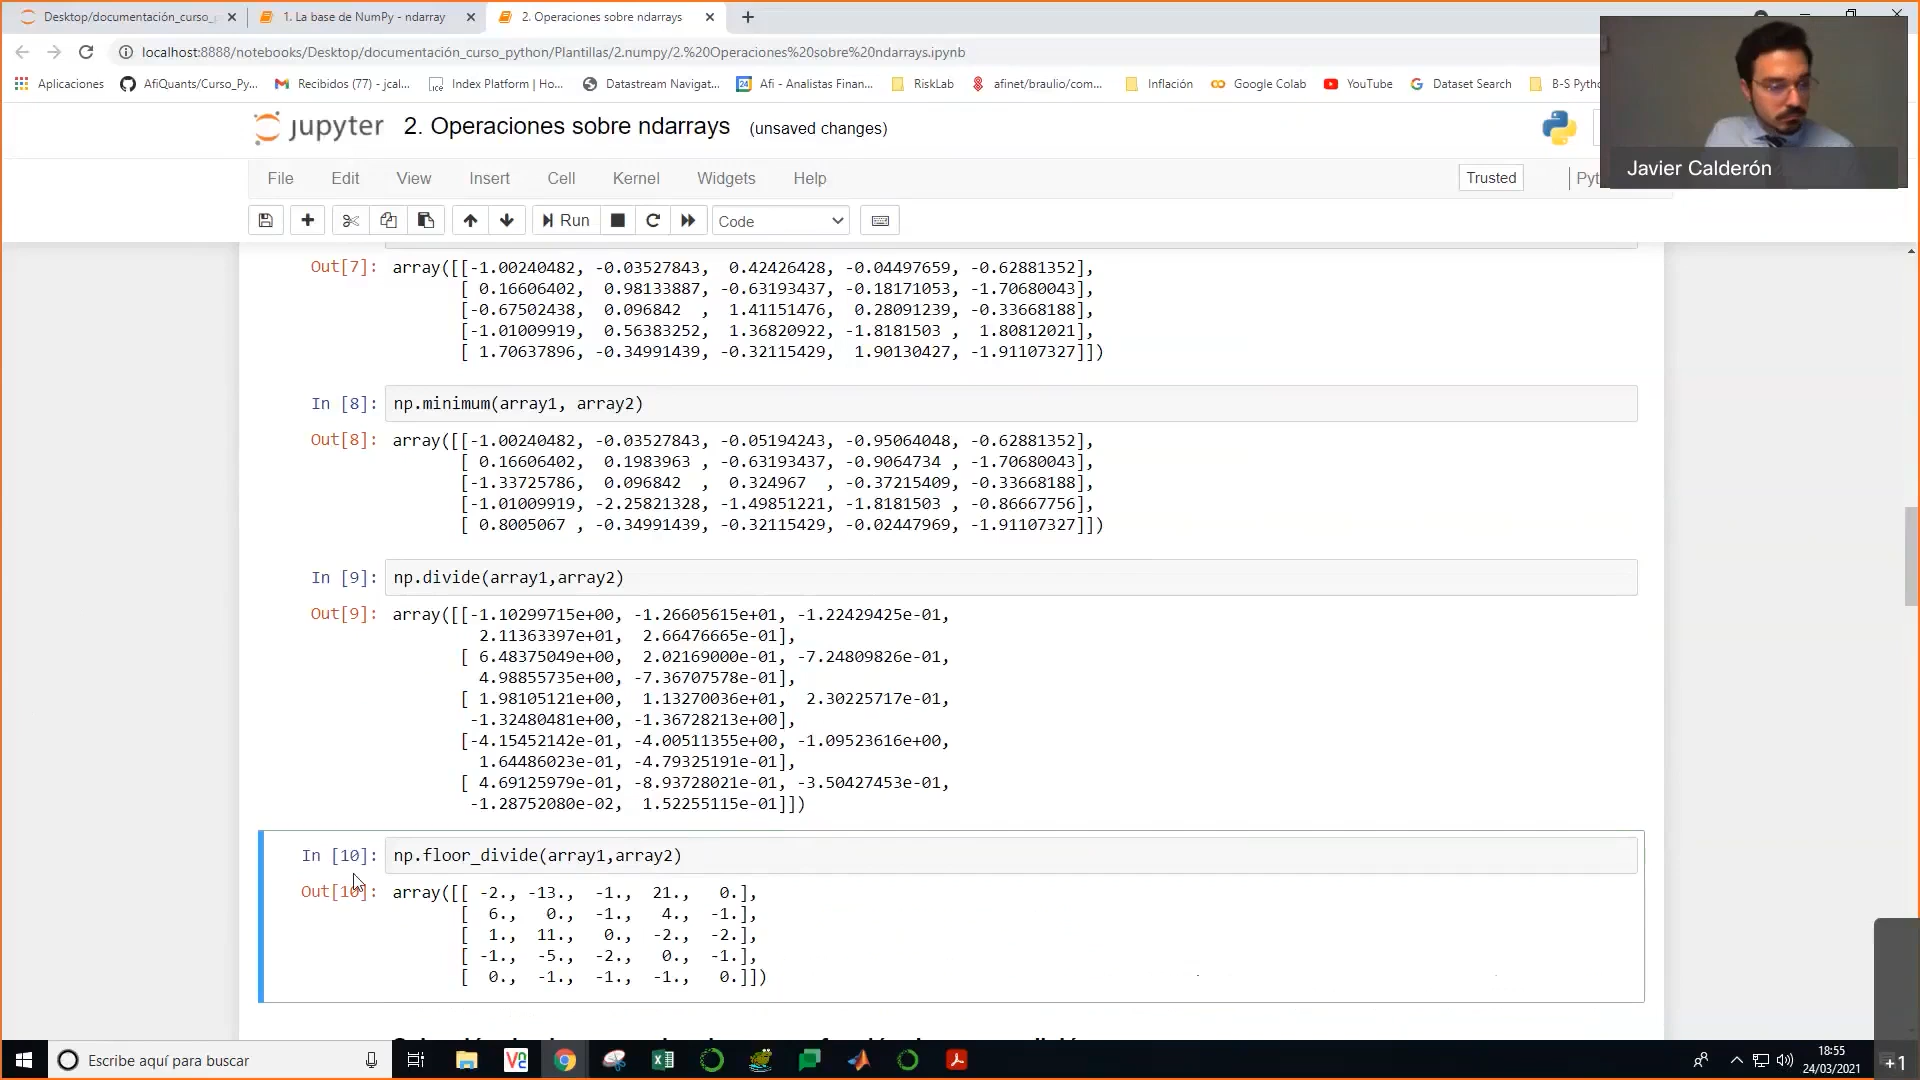 Desktop/documentación_curso_
1. La base de NumPy - ndarray
2. Operaciones sobre ndarrays
localhost:8888/notebooks/Desktop/documentación_curso_python/Plantillas/2.numpy/2.%20Operaciones%20sobre%20ndarrays.ipynb
Aplicaciones
AfiQuants/Curso_Py...
Recibidos (77) - jcal...
Index Platform | Ho...
Datastream Navigat...
Afi - Analistas Finan...
RiskLab
afinet/braulio/com...
Inflación
Google Colab
YouTube
Dataset Search
B-S Pytho
jupyter 2. Operaciones sobre ndarrays (unsaved changes)
Javier Calderón
File Edit View Insert Cell Kernel Widgets Help
Trusted
Pyt
Run
Code
Out[7]: array([[-1.00240482, -0.03527843, 0.42426428, -0.04497659, -0.62881352],
[ 0.16606402, 0.98133887, -0.63193437, -0.18171053, -1.70680043],
[-0.67502438, 0.096842 , 1.41151476, 0.28091239, -0.33668188],
[-1.01009919, 0.56383252, 1.36820922, -1.8181503 , 1.80812021],
[ 1.70637896, -0.34991439, -0.32115429, 1.90130427, -1.91107327]])
In [8]: np.minimum(array1, array2)
Out[8]: array([[-1.00240482, -0.03527843, -0.05194243, -0.95064048, -0.62881352],
[ 0.16606402, 0.1983963 , -0.63193437, -0.9064734 , -1.70680043],
[-1.33725786, 0.096842 , 0.324967 , -0.37215409, -0.33668188],
[-1.01009919, -2.25821328, -1.49851221, -1.8181503 , -0.86667756],
[ 0.8005067 , -0.34991439, -0.32115429, -0.02447969, -1.91107327]])
In [9]: np.divide(array1,array2)
Out[9]: array([[-1.10299715e+00, -1.26605615e+01, -1.22429425e-01,
2.11363397e+01, 2.66476665e-01],
[ 6.48375049e+00, 2.02169000e-01, -7.24809826e-01,
4.98855735e+00, -7.36707578e-01],
[ 1.98105121e+00, 1.13270036e+01, 2.30225717e-01,
-1.32480481e+00, -1.36728213e+00],
[-4.15452142e-01, -4.00511355e+00, -1.09523616e+00,
1.64486023e-01, -4.79325191e-01],
[ 4.69125979e-01, -8.93728021e-01, -3.50427453e-01,
-1.28752080e-02, 1.52255115e-01]])
In [10]: np.floor_divide(array1,array2)
Out[10]: array([[ -2., -13., -1., 21., 0.],
[ 6., 0., -1., 4., -1.],
[ 1., 11., 0., -2., -2.],
[ -1., -5., -2., 0., -1.],
[ 0., -1., -1., -1., 0.]])
Escribe aquí para buscar
18:55
24/03/2021
+1